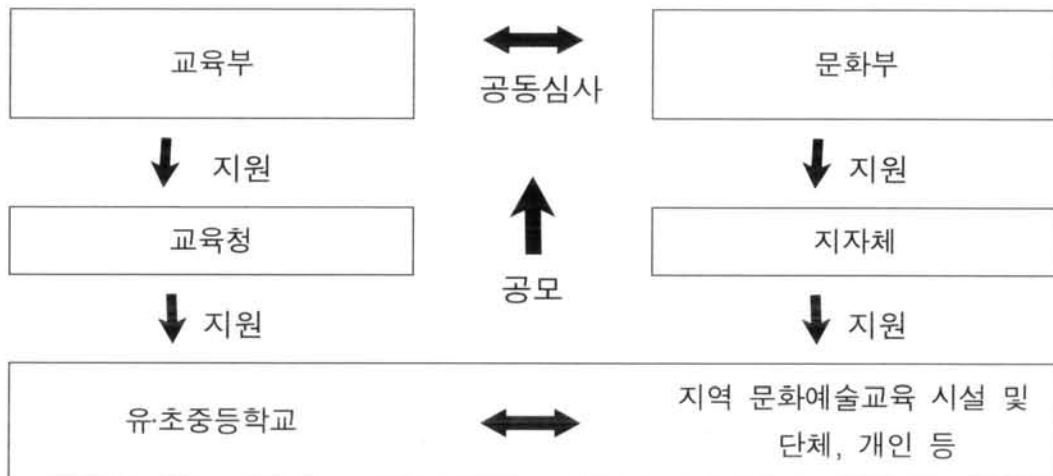 교육부
문화부
공동심사
지원
지원
교육청
지자체
공모
지원
지원
유·초중등학교
지역 문화예술교육 시설 및
단체, 개인 등